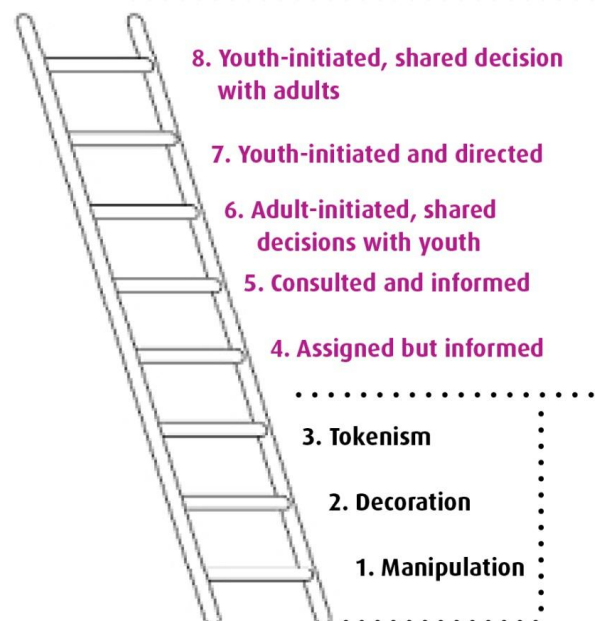 8. Youth-initiated, shared decision
with adults
7. Youth-initiated and directed
6. Adult-initiated, shared
decisions with youth
5. Consulted and informed
4. Assigned but informed
3. Tokenism
2. Decoration
1. Manipulation